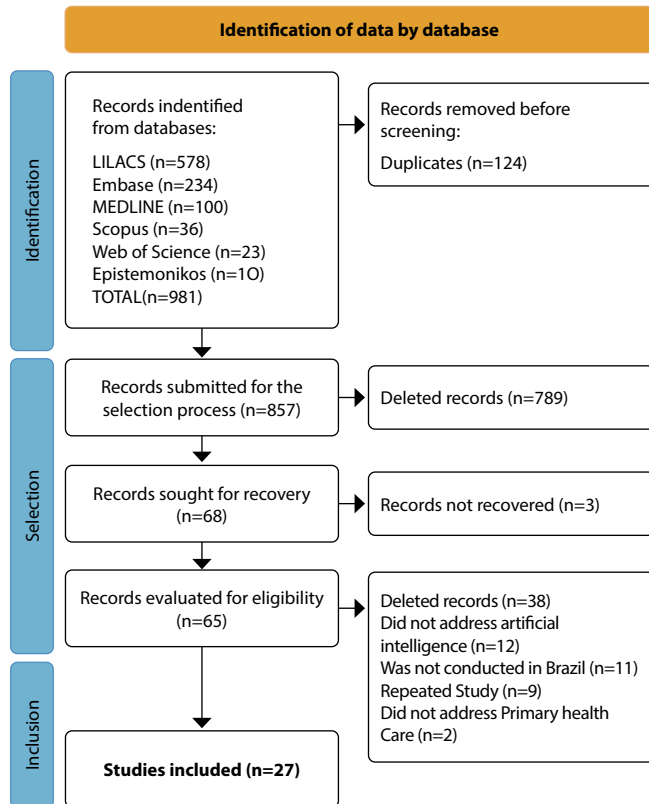 Identification of data by database
Identification
Records indentified
from databases:
LILACS (n=578)
Embase (n=234)
MEDLINE (n=100)
Scopus (n=36)
Web of Science (n=23)
Epistemonikos (n=1O)
TOTAL(n=981)
Records removed before
screening:
Duplicates (n=124)
Selection
Records submitted for the
selection process (n=857)
Deleted records (n=789)
Records sought for recovery
(n=68)
Records not recovered (n=3)
Records evaluated for eligibility
(n=65)
Deleted records (n=38)
Did not address artificial
intelligence (n=12)
Was not conducted in Brazil (n=11)
Repeated Study (n=9)
Did not address Primary health
Care (n=2)
Inclusion
Studies included (n=27)